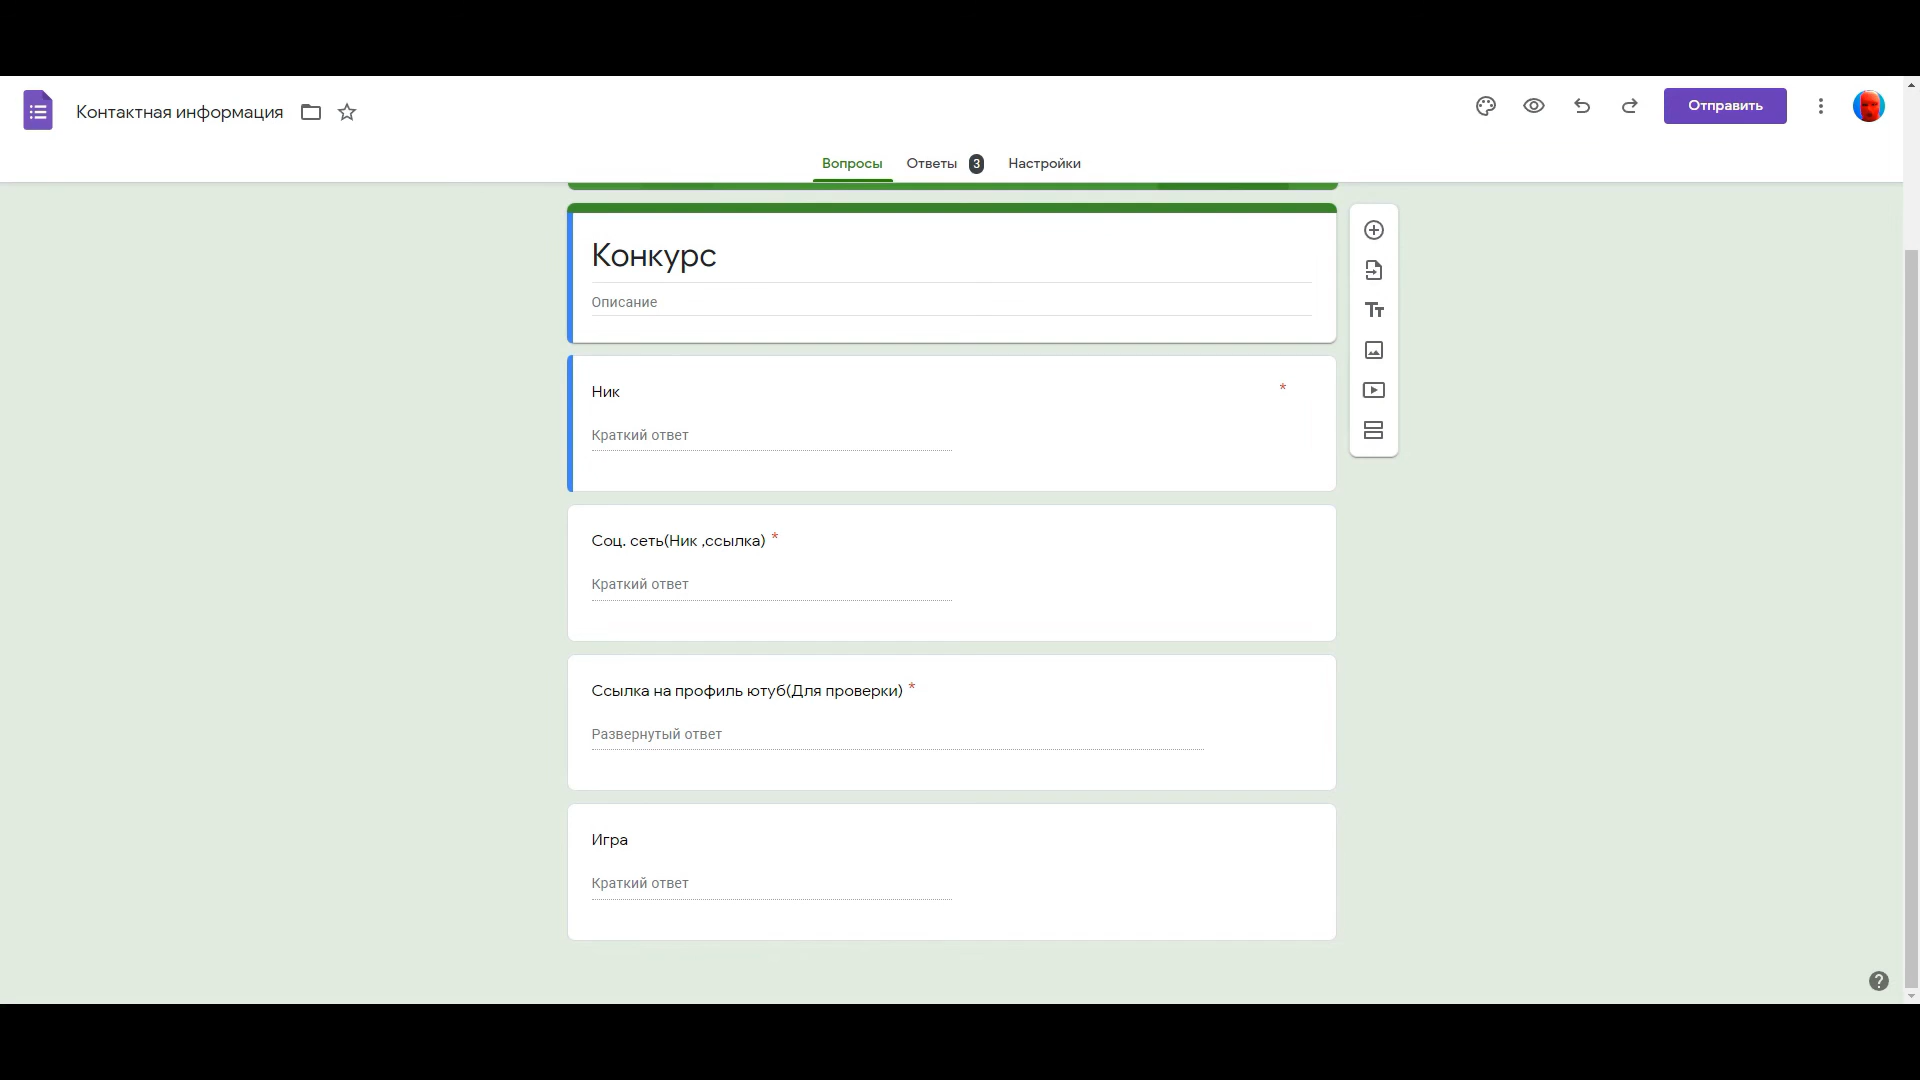 Контактная информация
Отправить
Вопросы Ответы 3 Настройки
Конкурс
Описание
Ник *
Краткий ответ
Соц. сеть(Ник ,ссылка) *
Краткий ответ
Ссылка на профиль ютуб(Для проверки) *
Развернутый ответ
Игра
Краткий ответ